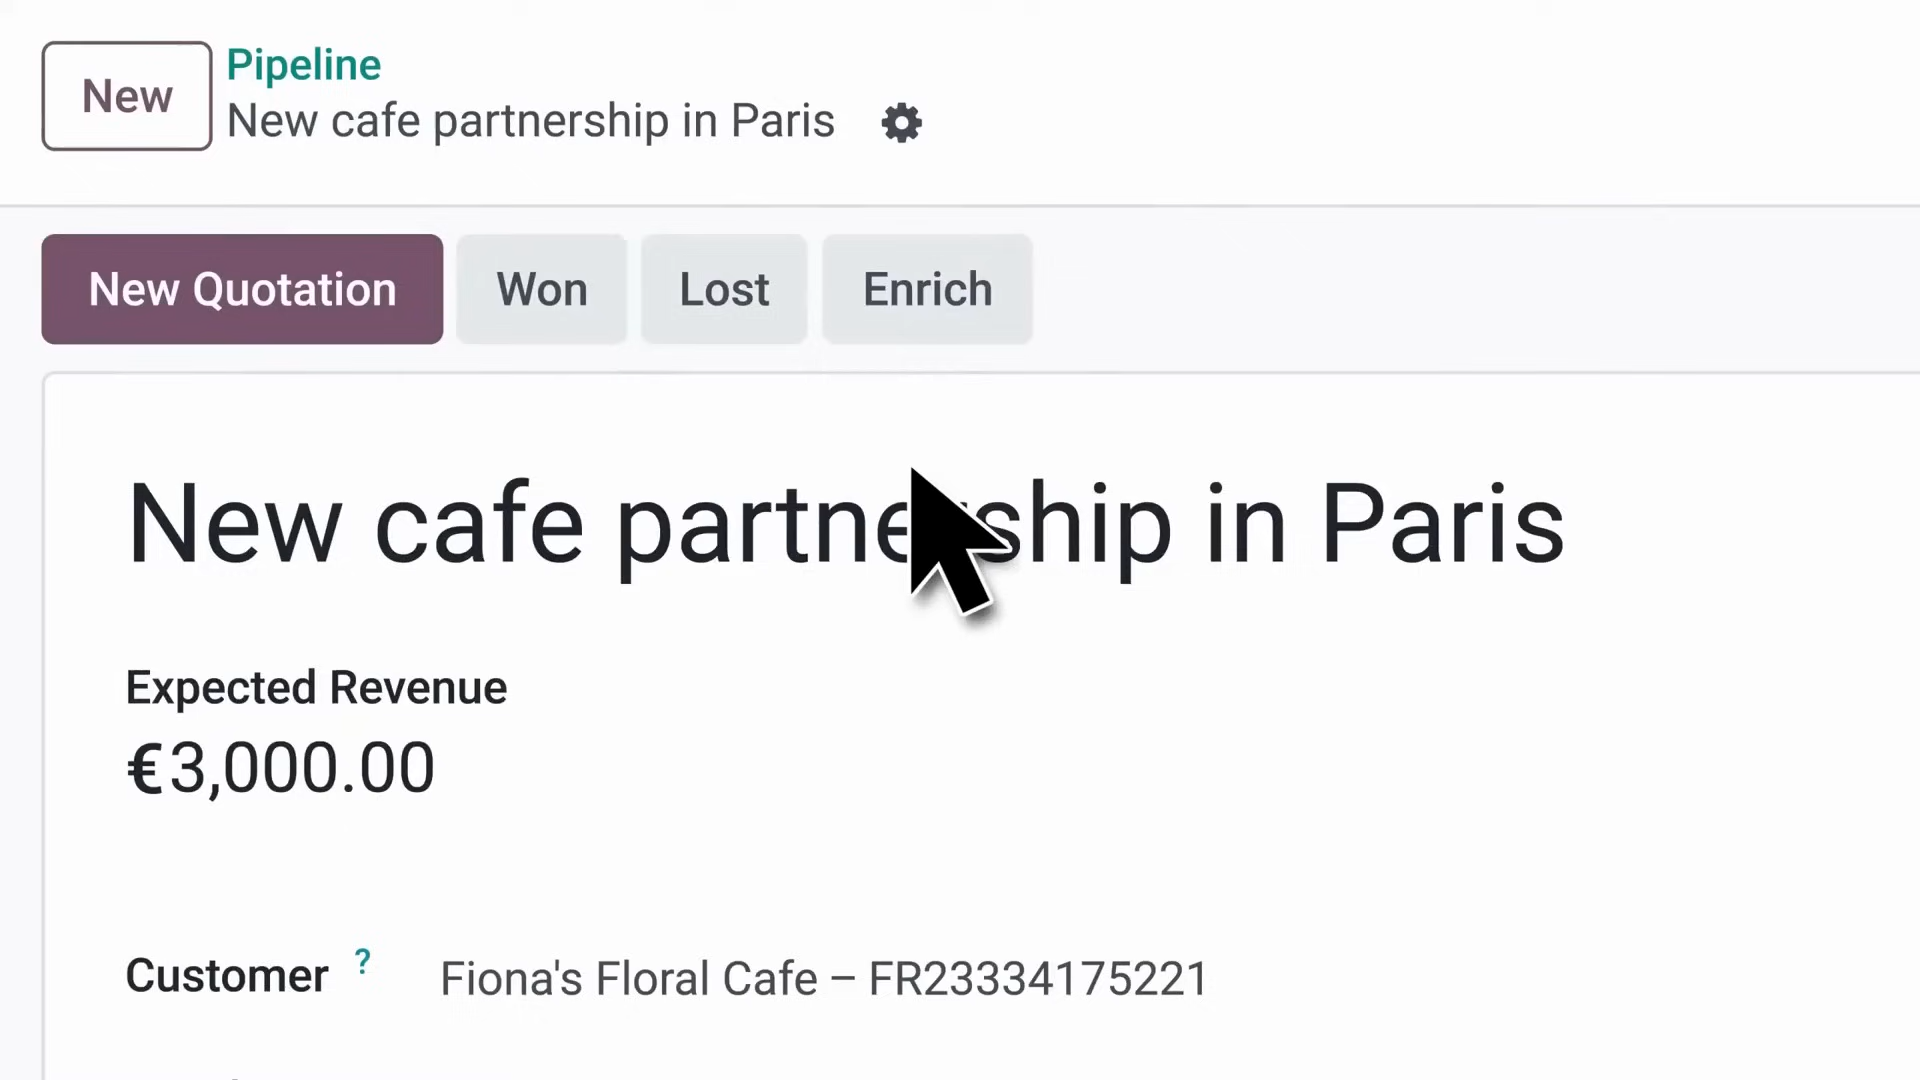 New
Pipeline
New cafe partnership in Paris
New Quotation
Won
Lost
Enrich
New cafe partnership in Paris
Expected Revenue
€3,000.00
Customer ?
Fiona's Floral Cafe – FR23334175221